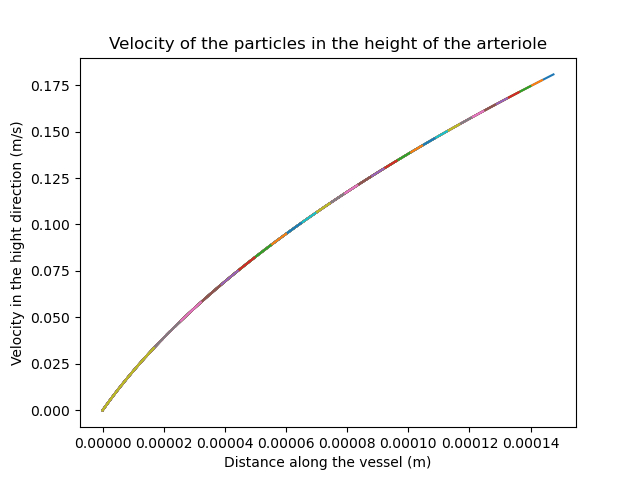 Velocity of the particles in the height of the arteriole
Velocity in the hight direction (m/s)
0.175
0.150
0.125
0.100
0.075
0.050
0.025
0.000
0.00000 0.00002 0.00004 0.00006 0.00008 0.00010 0.00012 0.00014
Distance along the vessel (m)